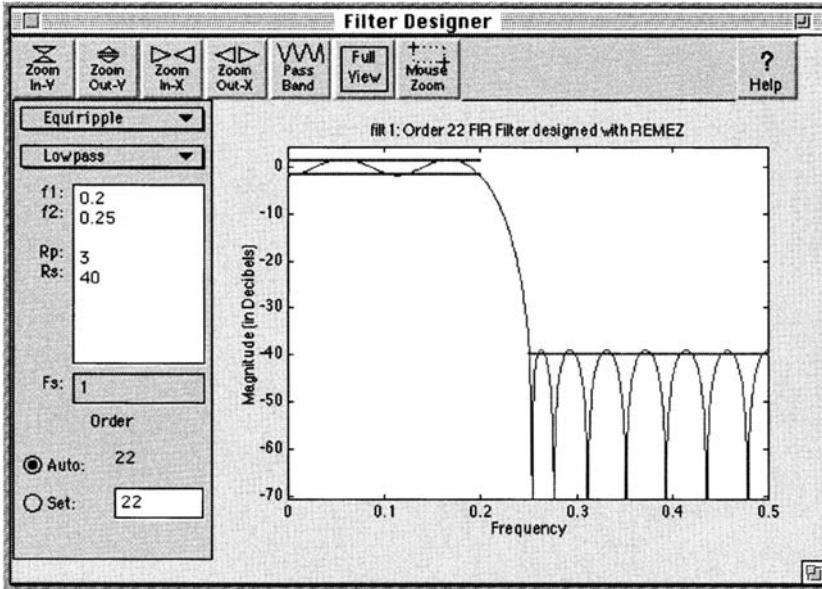 Filter Designer
Zoom In-Y
Zoom Out-Y
Zoom In-X
Zoom Out-X
Pass Band
Full View
Mouse Zoom
? Help
Equiripple
Lowpass
f1: 0.2
f2: 0.25
Rp: 3
Rs: 40
Fs: 1
Order
Auto: 22
Set: 22
filt1: Order 22 FIR Filter designed with REMEZ
Magnitude (in Decibels)
0
-10
-20
-30
-40
-50
-60
-70
0 0.1 0.2 0.3 0.4 0.5
Frequency